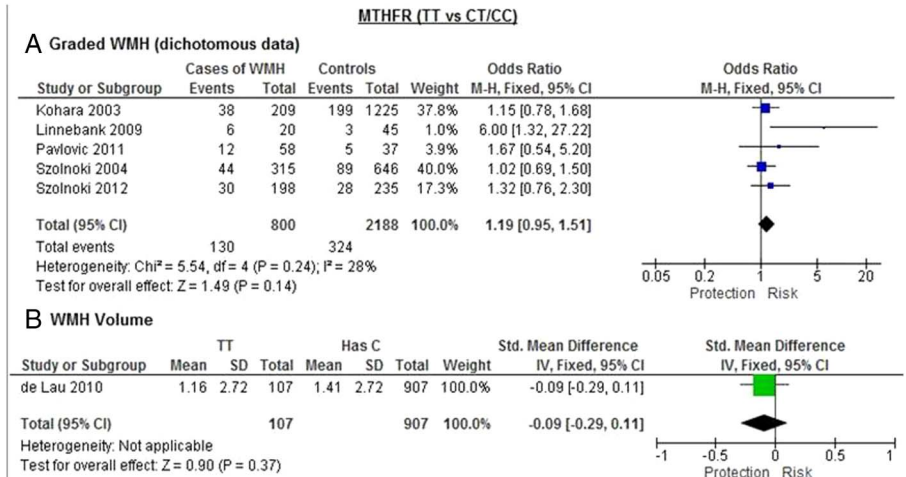 MTHFR (TT vs CT/CC)
A Graded WMH (dichotomous data)
Cases of WMH Controls Odds Ratio Odds Ratio
Study or Subgroup Events Total Events Total Weight M-H, Fixed, 95% CI M-H, Fixed, 95% CI
Kohara 2003 38 209 199 1225 37.8% 1.15 [0.78, 1.68]
Linnebank 2009 6 20 3 45 1.0% 6.00 [1.32, 27.22]
Pavlovic 2011 12 58 5 37 3.9% 1.67 [0.54, 5.20]
Szolnoki 2004 44 315 89 646 40.0% 1.02 [0.69, 1.50]
Szolnoki 2012 30 198 28 235 17.3% 1.32 [0.76, 2.30]
Total (95% CI) 800 2188 100.0% 1.19 [0.95, 1.51]
Total events 130 324
Heterogeneity: Chi² = 5.54, df = 4 (P = 0.24); I² = 28%
Test for overall effect: Z = 1.49 (P = 0.14)
0.05 0.2 1 5 20
Protection Risk
B WMH Volume
TT Has C Std. Mean Difference Std. Mean Difference
Study or Subgroup Mean SD Total Mean SD Total Weight IV, Fixed, 95% CI IV, Fixed, 95% CI
de Lau 2010 1.16 2.72 107 1.41 2.72 907 100.0% -0.09 [-0.29, 0.11]
Total (95% CI) 107 907 100.0% -0.09 [-0.29, 0.11]
Heterogeneity: Not applicable
Test for overall effect: Z = 0.90 (P = 0.37)
-1 -0.5 0 0.5 1
Protection Risk